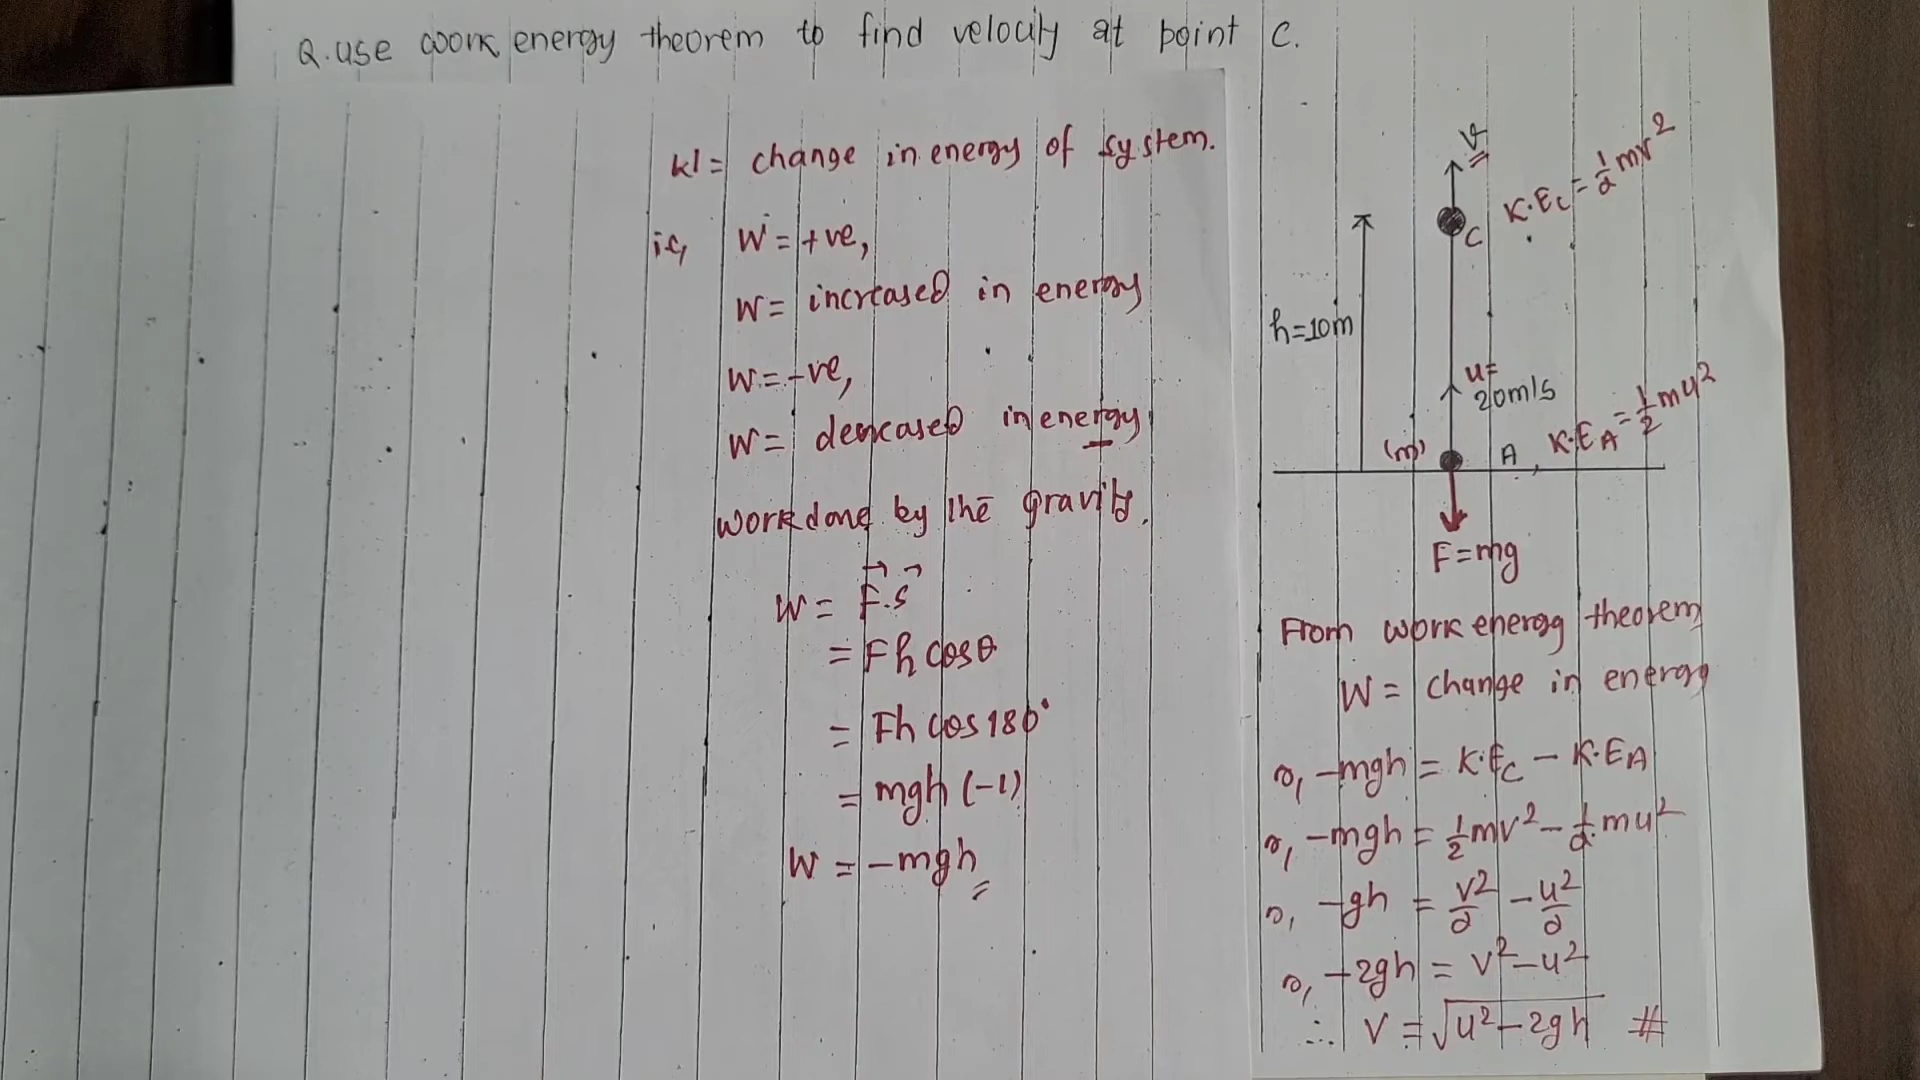 Q. Use work energy theorem to find velocity at point C.
W = change in energy of system.
W = +ve,
W = increased in energy
W = -ve,
W = decreased in energy
Work done by the gravity.
W = F⃗.s⃗
= Fh cosθ
= Fh cos180°
= mgh (-1)
W = -mgh
v
K.E_C = ½mv²
C
h=10m
u=
20m/s
(m)
A, K.E_A = ½mu²
F=mg
From work energy theorem
W = change in energy
or, -mgh = K.E_C - K.E_A
or, -mgh = ½mv² - ½mu²
or, -gh = v²/2 - u²/2
or, -2gh = v² - u²
∴ V = √(u² - 2gh) #